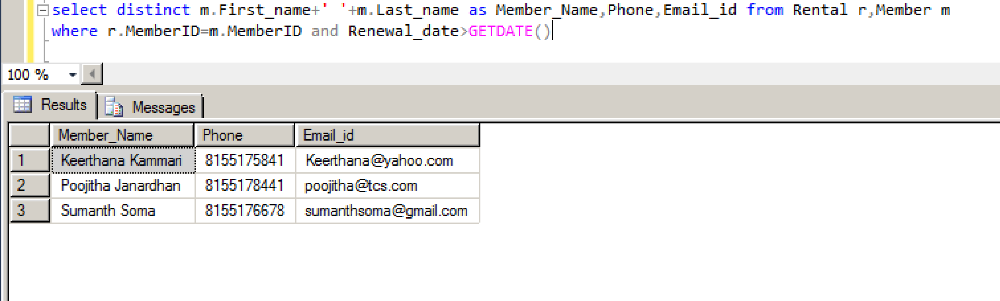 select distinct m.First_name+' '+m.Last_name as Member_Name,Phone,Email_id from Rental r,Member m
where r.MemberID=m.MemberID and Renewal_date>GETDATE()
100 %
Results Messages
Member_Name Phone Email_id
1 Keerthana Kammari 8155175841 Keerthana@yahoo.com
2 Poojitha Janardhan 8155178441 poojitha@tcs.com
3 Sumanth Soma 8155176678 sumanthsoma@gmail.com